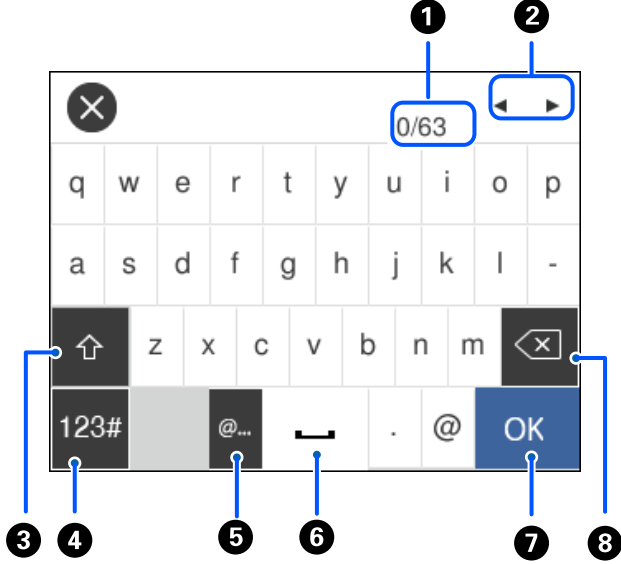 1 2
0/63
q w e r t y u i o p
a s d f g h j k l -
z x c v b n m
123# @... . @ OK
3 4 5 6 7 8